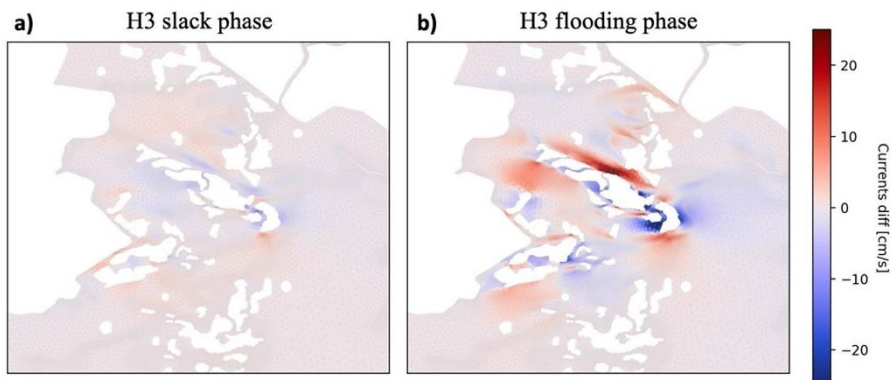 a) H3 slack phase
b) H3 flooding phase
20
10
0
−10
−20
Currents diff [cm/s]